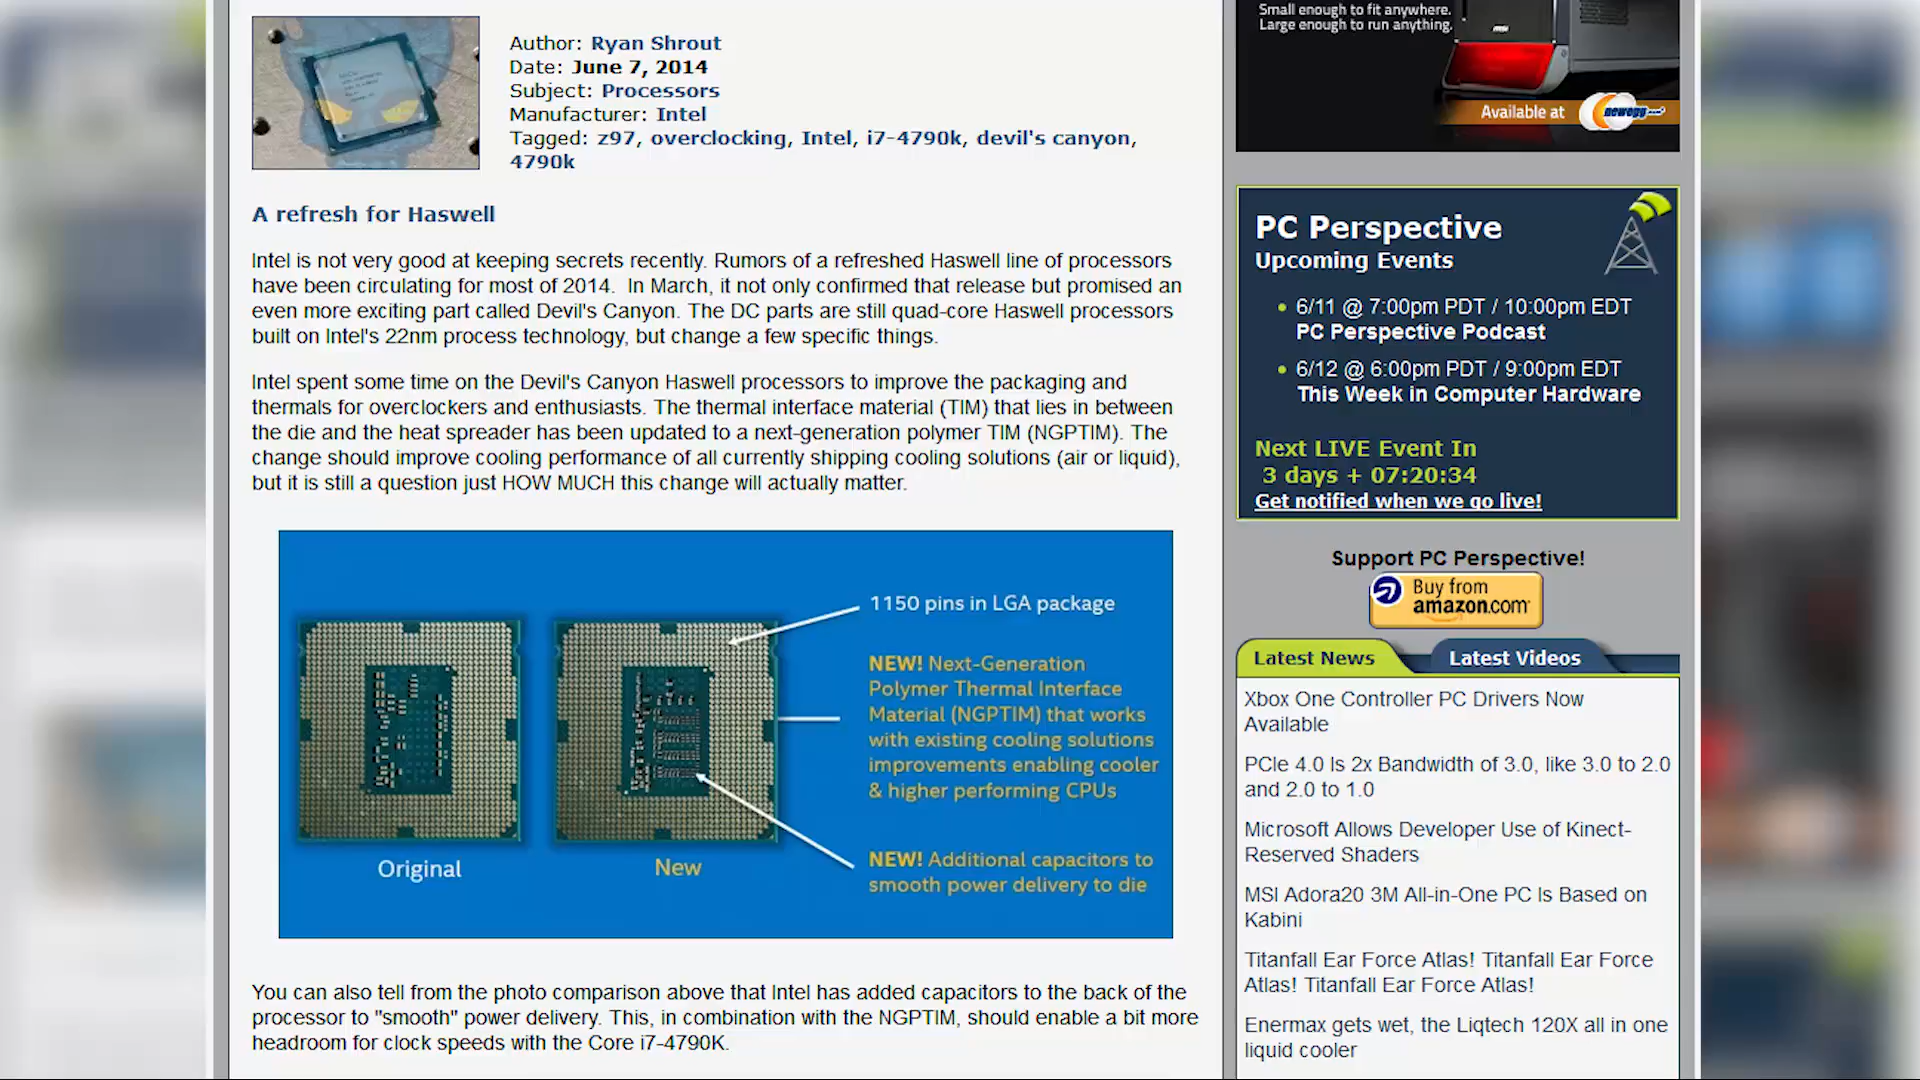 Small enough to fit anywhere.
Large enough to run anything.
msi
Available at
newegg.com
Author: Ryan Shrout
Date: June 7, 2014
Subject: Processors
Manufacturer: Intel
Tagged: z97, overclocking, Intel, i7-4790k, devil's canyon,
4790k
A refresh for Haswell
Intel is not very good at keeping secrets recently. Rumors of a refreshed Haswell line of processors
have been circulating for most of 2014.  In March, it not only confirmed that release but promised an
even more exciting part called Devil's Canyon. The DC parts are still quad-core Haswell processors
built on Intel's 22nm process technology, but change a few specific things.
Intel spent some time on the Devil's Canyon Haswell processors to improve the packaging and
thermals for overclockers and enthusiasts. The thermal interface material (TIM) that lies in between
the die and the heat spreader has been updated to a next-generation polymer TIM (NGPTIM). The
change should improve cooling performance of all currently shipping cooling solutions (air or liquid),
but it is still a question just HOW MUCH this change will actually matter.
1150 pins in LGA package
NEW! Next-Generation
Polymer Thermal Interface
Material (NGPTIM) that works
with existing cooling solutions
improvements enabling cooler
& higher performing CPUs
NEW! Additional capacitors to
smooth power delivery to die
Original
New
You can also tell from the photo comparison above that Intel has added capacitors to the back of the
processor to "smooth" power delivery. This, in combination with the NGPTIM, should enable a bit more
headroom for clock speeds with the Core i7-4790K.
PC Perspective
Upcoming Events
6/11 @ 7:00pm PDT / 10:00pm EDT
PC Perspective Podcast
6/12 @ 6:00pm PDT / 9:00pm EDT
This Week in Computer Hardware
Next LIVE Event In
3 days + 07:20:34
Get notified when we go live!
Support PC Perspective!
Buy from
amazon.com
Latest News
Latest Videos
Xbox One Controller PC Drivers Now
Available
PCIe 4.0 Is 2x Bandwidth of 3.0, like 3.0 to 2.0
and 2.0 to 1.0
Microsoft Allows Developer Use of Kinect-
Reserved Shaders
MSI Adora20 3M All-in-One PC Is Based on
Kabini
Titanfall Ear Force Atlas! Titanfall Ear Force
Atlas! Titanfall Ear Force Atlas!
Enermax gets wet, the Liqtech 120X all in one
liquid cooler